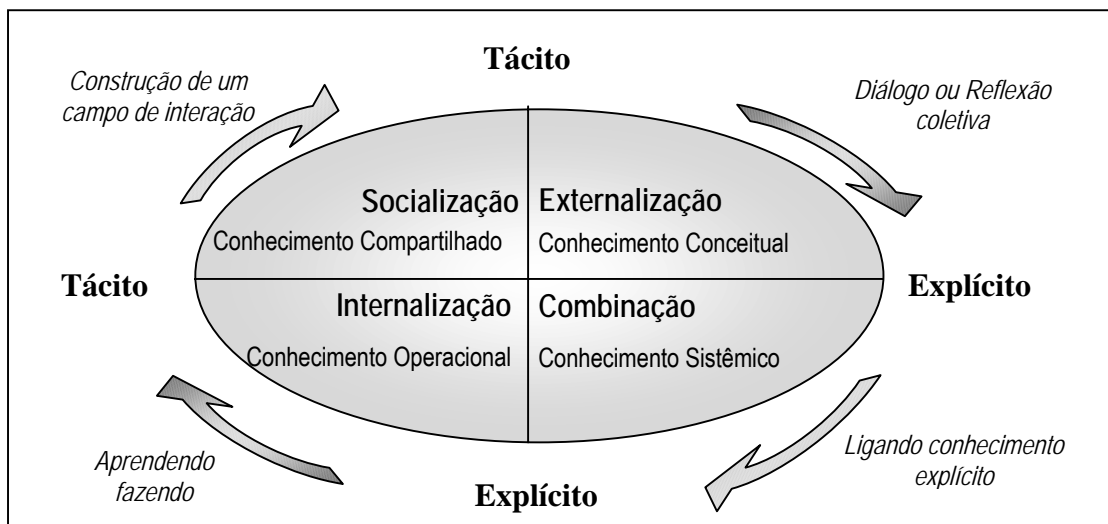 Tácito
Construção de um
campo de interação
Diálogo ou Reflexão
coletiva
Socialização
Externalização
Conhecimento Compartilhado
Conhecimento Conceitual
Tácito
Explícito
Internalização
Combinação
Conhecimento Operacional
Conhecimento Sistêmico
Aprendendo
fazendo
Ligando conhecimento
explícito
Explícito